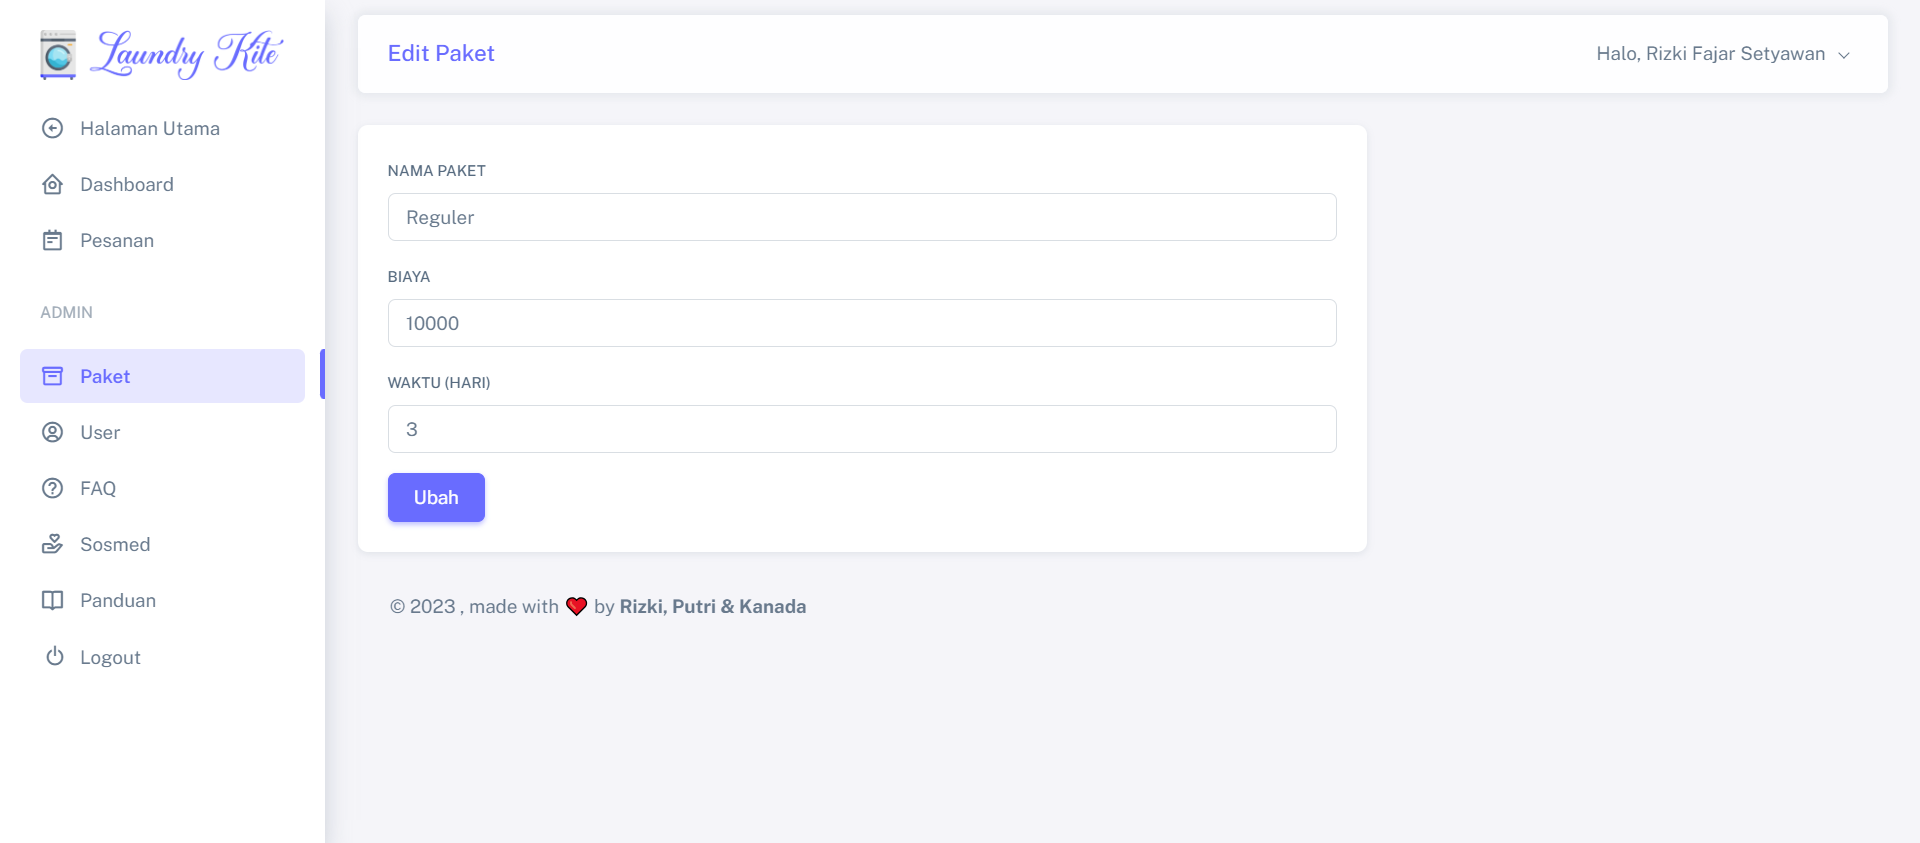 Laundry Kite
Halaman Utama
Dashboard
Pesanan
ADMIN
Paket
User
FAQ
Sosmed
Panduan
Logout
Edit Paket
Halo, Rizki Fajar Setyawan
NAMA PAKET
Reguler
BIAYA
10000
WAKTU (HARI)
3
Ubah
© 2023 , made with ❤️ by Rizki, Putri & Kanada